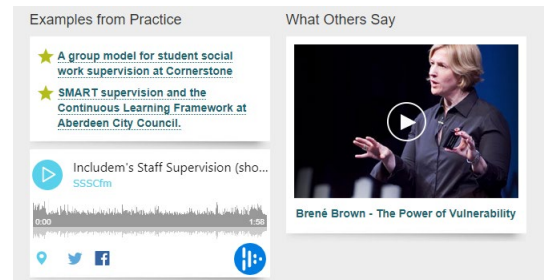 Examples from Practice
A group model for student social
work supervision at Cornerstone
SMART supervision and the
Continuous Learning Framework at
Aberdeen City Council.
Includem's Staff Supervision (sho...
SSSCfm
0:00
1:58
What Others Say
Brené Brown - The Power of Vulnerability